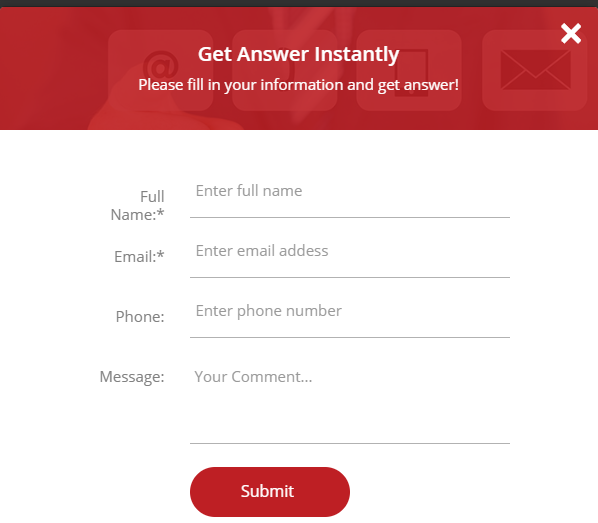 Get Answer Instantly
Please fill in your information and get answer!
Full
Name:*
Enter full name
Email:*
Enter email addess
Phone:
Enter phone number
Message:
Your Comment...
Submit